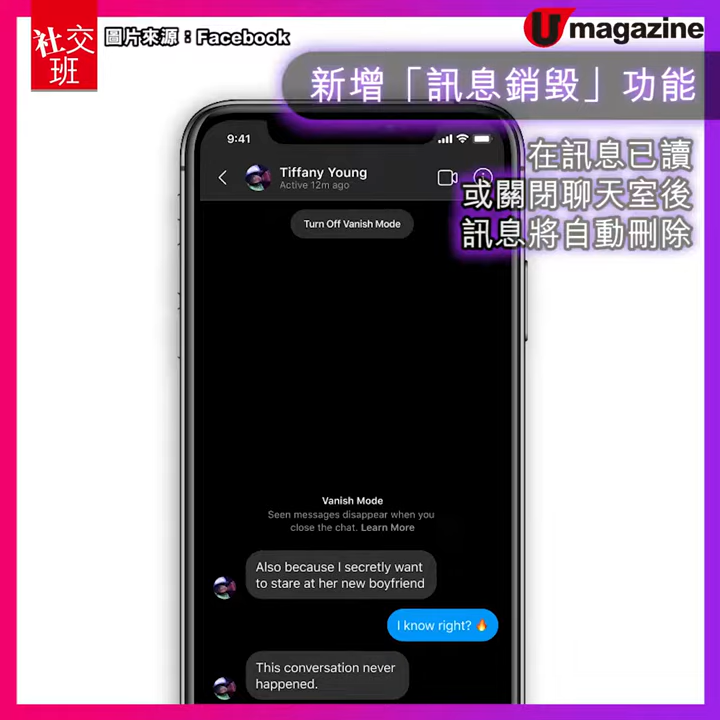 社交班
圖片來源：Facebook
U magazine
新增「訊息銷毀」功能
在訊息已讀
或關閉聊天室後
訊息將自動刪除
9:41
Tiffany Young
Active 12m ago
Turn Off Vanish Mode
Vanish Mode
Seen messages disappear when you
close the chat. Learn More
Also because I secretly want
to stare at her new boyfriend
I know right? 🔥
This conversation never
happened.